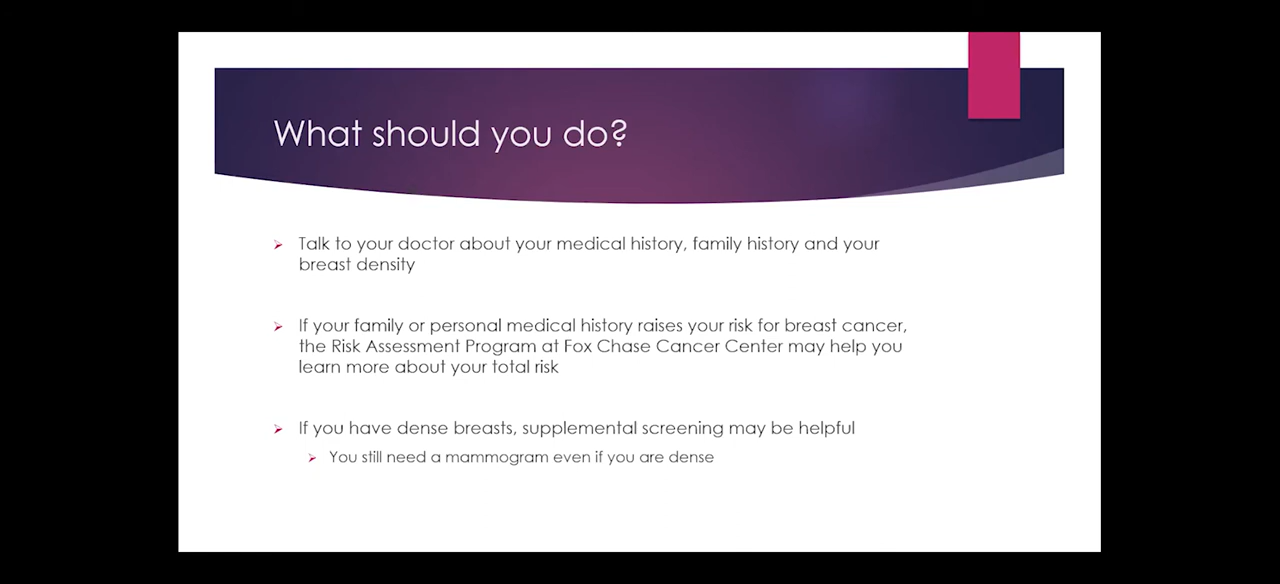 What should you do?
Talk to your doctor about your medical history, family history and your
breast density
If your family or personal medical history raises your risk for breast cancer,
the Risk Assessment Program at Fox Chase Cancer Center may help you
learn more about your total risk
If you have dense breasts, supplemental screening may be helpful
You still need a mammogram even if you are dense